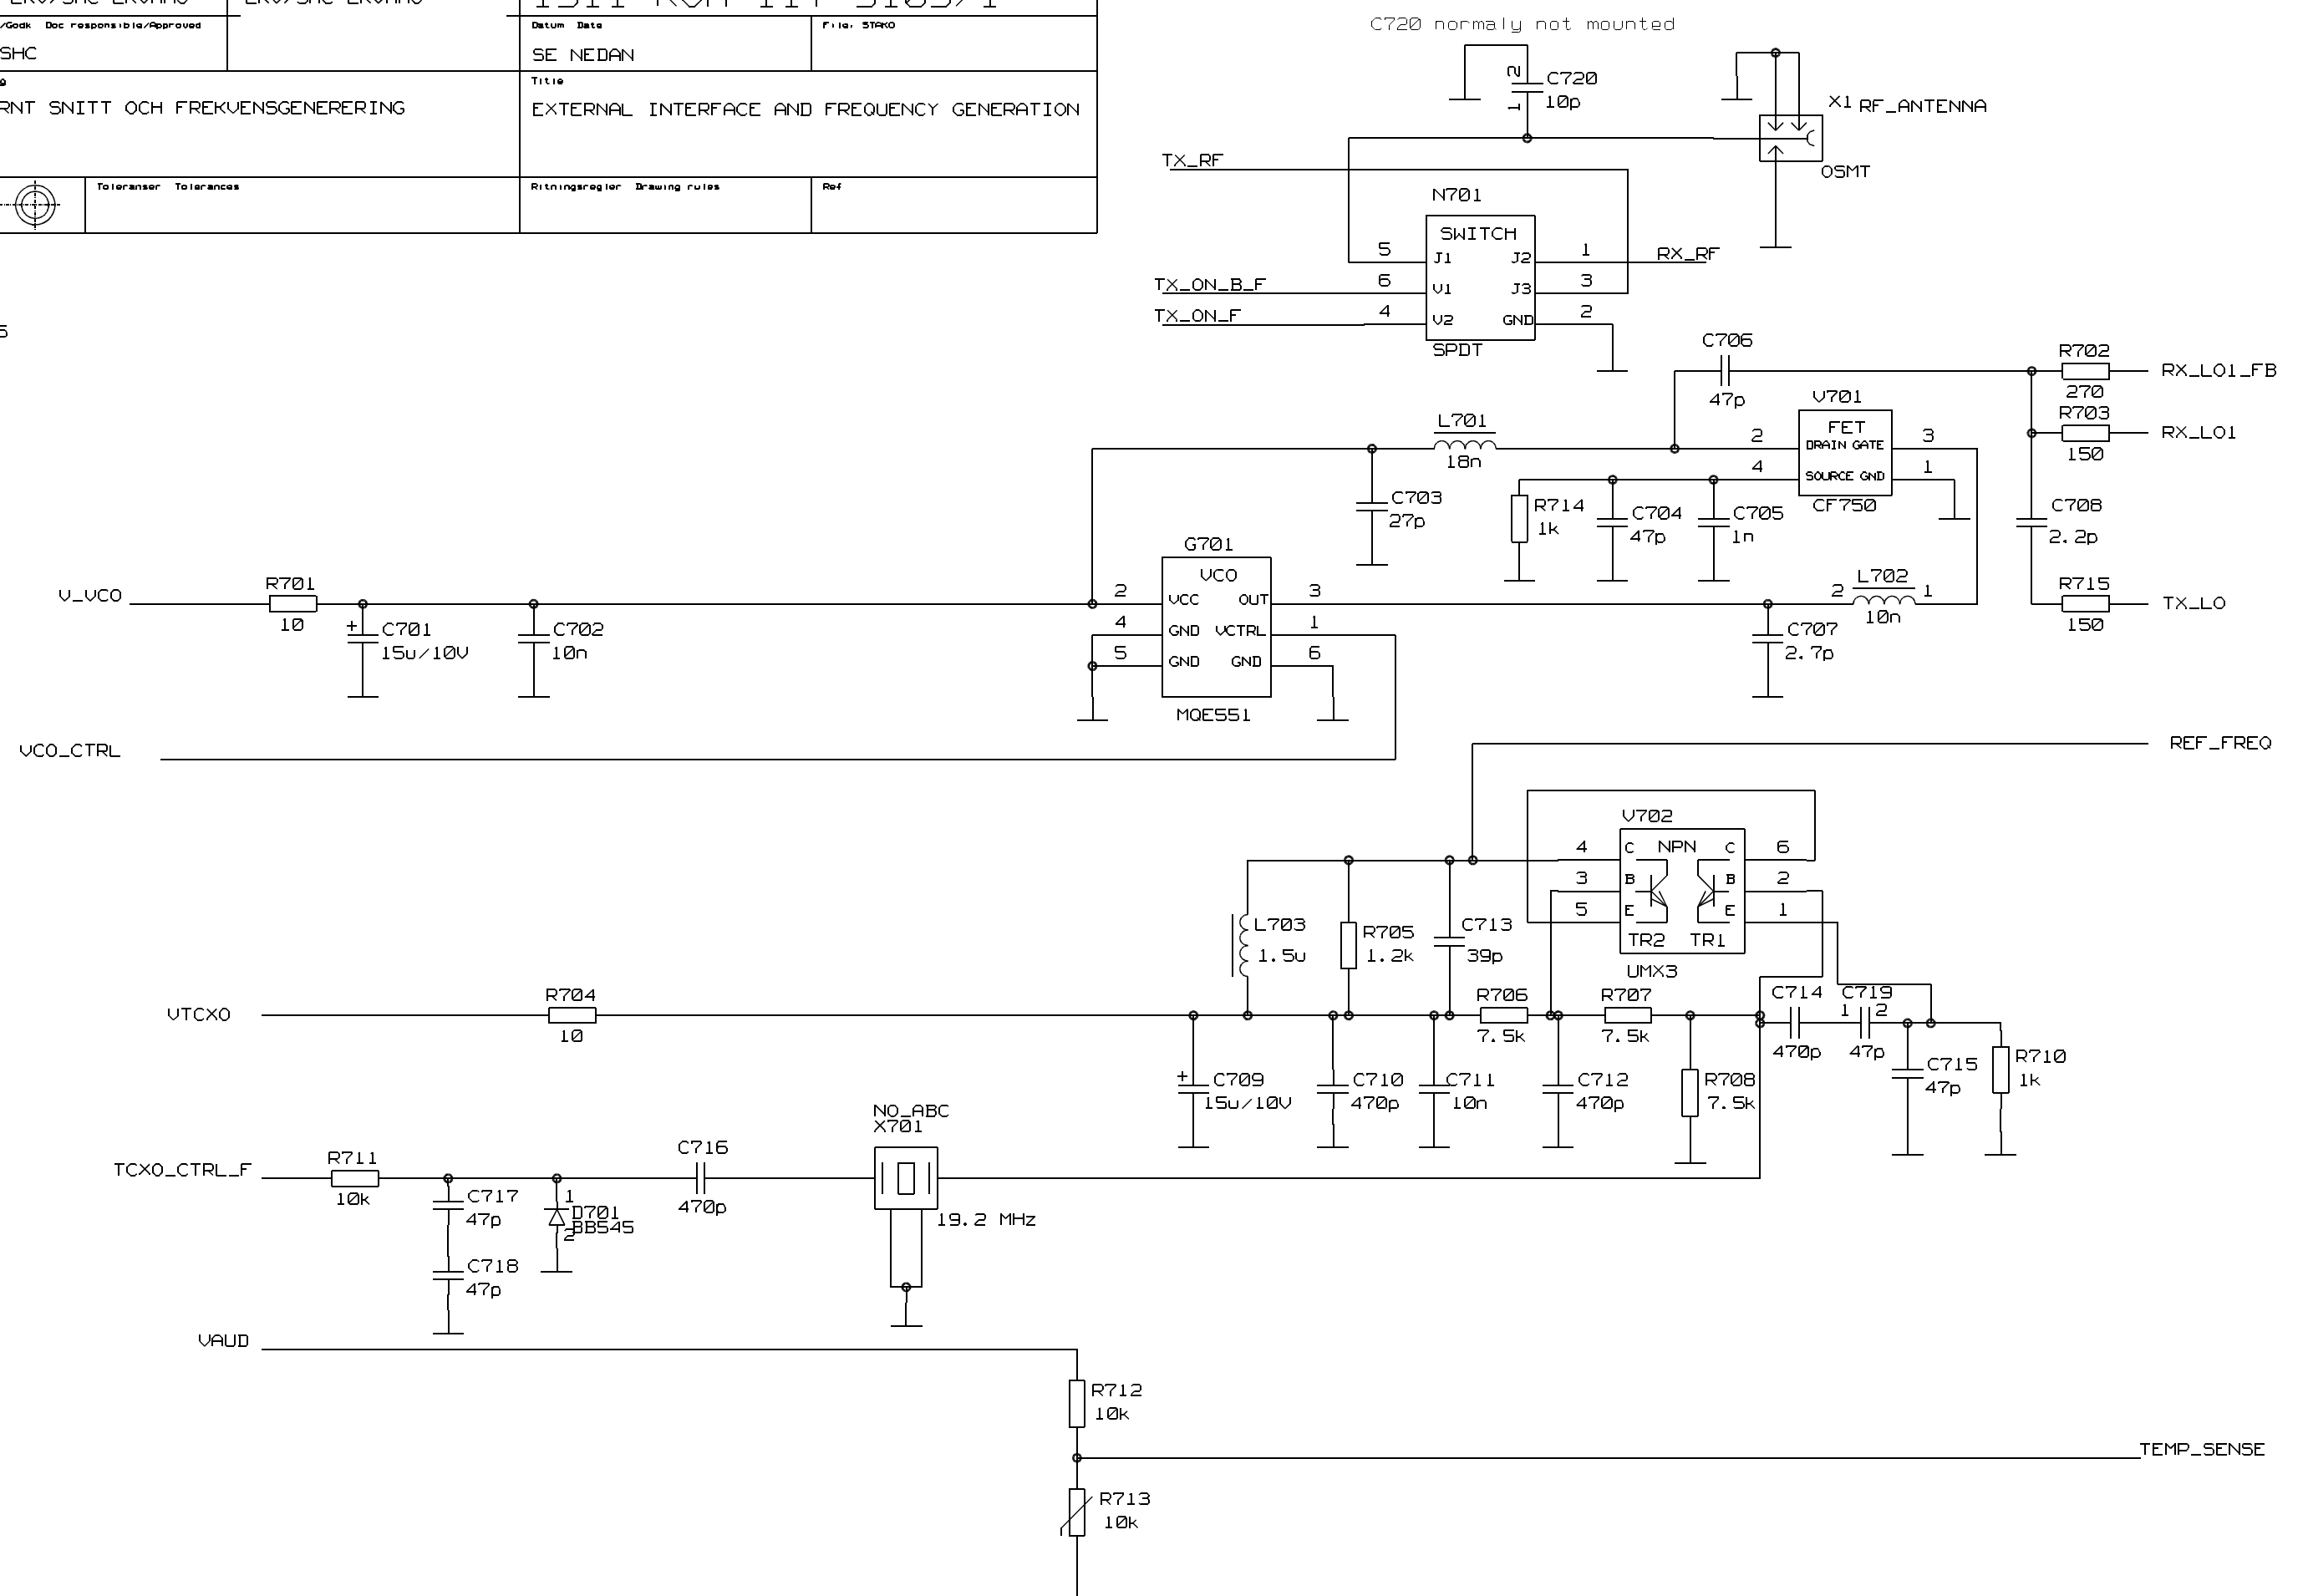 /Godk Doc responsible/Approved
SHC
Datum Date
SE NEDAN
File: STAKO
RNT SNITT OCH FREKVENSGENERERING
Title
EXTERNAL INTERFACE AND FREQUENCY GENERATION
Toleranser Tolerances
Ritningsregler Drawing rules
Ref
C720 normaly not mounted
2
C720
1
10p
X1 RF_ANTENNA
OSMT
TX_RF
N701
SWITCH
5 J1 J2 1 RX_RF
TX_ON_B_F 6 V1 J3 3
TX_ON_F 4 V2 GND 2
SPDT
C706
47p
R702
270
RX_LO1_FB
R703
150
RX_LO1
V701
FET
2 DRAIN GATE 3
4 SOURCE GND 1
CF750
L701
18n
C703
27p
R714
1k
C704
47p
C705
1n
C708
2.2p
R715
150
TX_LO
G701
VCO
2 VCC OUT 3
4 GND VCTRL 1
5 GND GND 6
MQE551
L702
2 1
10n
C707
2.7p
V_VCO
R701
10
+ C701
15u/10V
C702
10n
VCO_CTRL
REF_FREQ
V702
4 C NPN C 6
3 B B 2
5 E E 1
TR2 TR1
UMX3
L703
1.5u
R705
1.2k
C713
39p
VTCXO
R704
10
R706
7.5k
R707
7.5k
C714
470p
C719
1 2
47p
+ C709
15u/10V
C710
470p
C711
10n
C712
470p
R708
7.5k
C715
47p
R710
1k
NO_ABC
X701
19.2 MHz
TCXO_CTRL_F
R711
10k
C716
470p
C717
47p
1
D701
BB545
2
C718
47p
VAUD
R712
10k
TEMP_SENSE
R713
10k